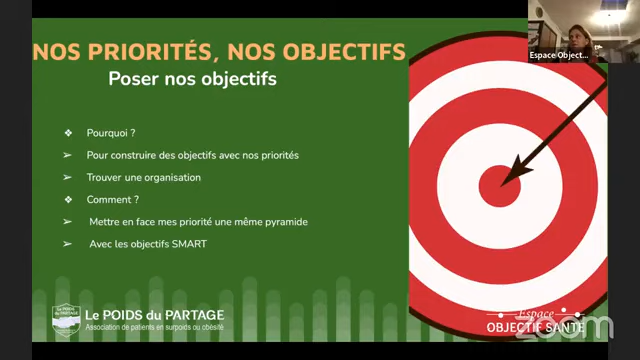 NOS PRIORITÉS, NOS OBJECTIFS
Poser nos objectifs
Pourquoi ?
Pour construire des objectifs avec nos priorités
Trouver une organisation
Comment ?
Mettre en face mes priorité une même pyramide
Avec les objectifs SMART
Le POIDS du PARTAGE
Association de patients en surpoids ou obésité
Espace
OBJECTIF SANTÉ
zoom
Espace Object...